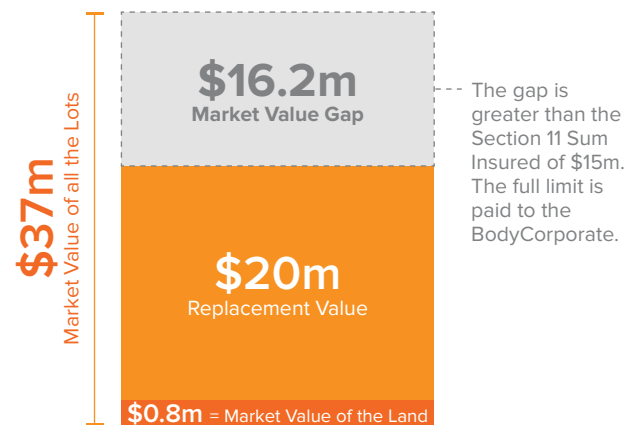 $37m
Market Value of all the Lots
$16.2m
Market Value Gap
The gap is
greater than the
Section 11 Sum
Insured of $15m.
The full limit is
paid to the
BodyCorporate.
$20m
Replacement Value
$0.8m = Market Value of the Land